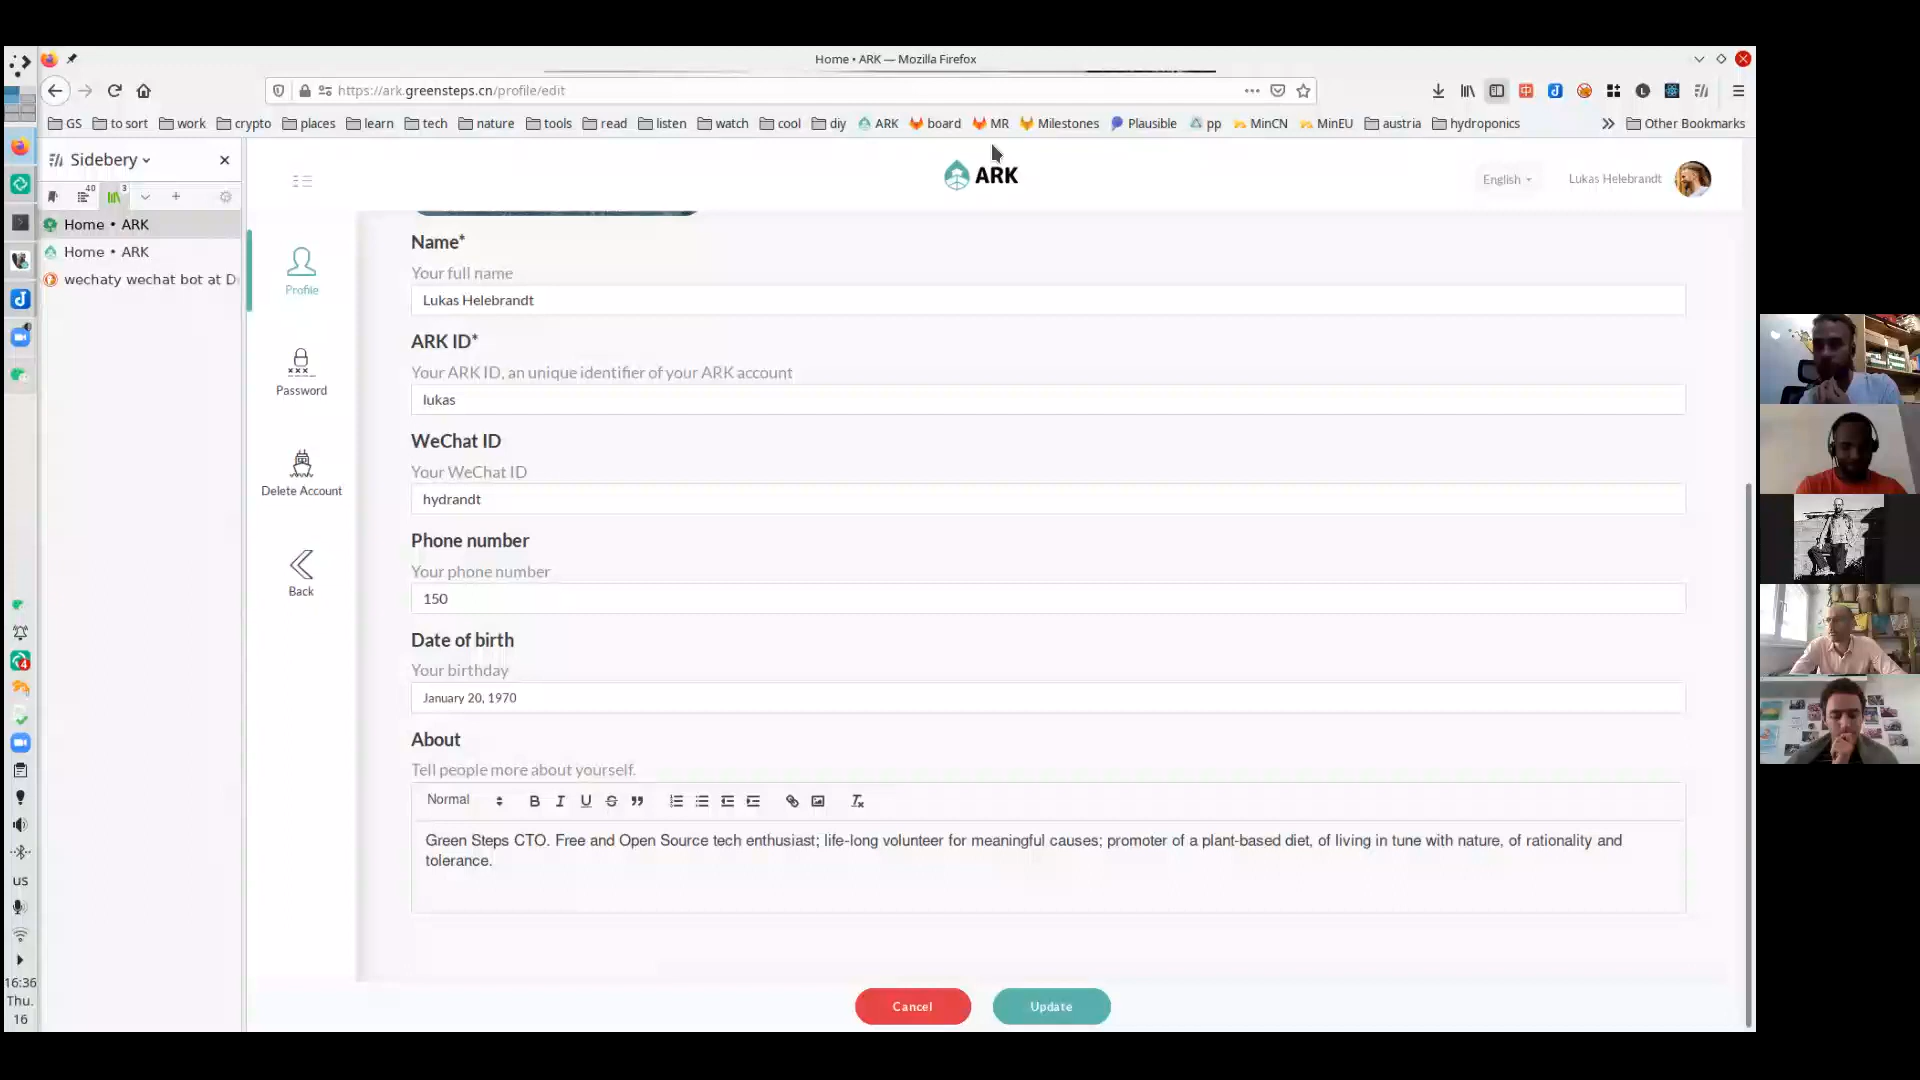 Home • ARK — Mozilla Firefox
https://ark.greensteps.cn/profile/edit
GS to sort work crypto places learn tech nature tools read listen watch cool diy ARK board MR Milestones Plausible pp MinCN MinEU austria hydroponics Other Bookmarks
Sidebery
40 3
Home • ARK
Home • ARK
wechaty wechat bot at D
ARK
English
Lukas Helebrandt
Profile
Password
Delete Account
Back
Name*
Your full name
Lukas Helebrandt
ARK ID*
Your ARK ID, an unique identifier of your ARK account
lukas
WeChat ID
Your WeChat ID
hydrandt
Phone number
Your phone number
150
Date of birth
Your birthday
January 20, 1970
About
Tell people more about yourself.
Normal
Green Steps CTO. Free and Open Source tech enthusiast; life-long volunteer for meaningful causes; promoter of a plant-based diet, of living in tune with nature, of rationality and
tolerance.
Cancel
Update
4
US
16:36
Thu.
16